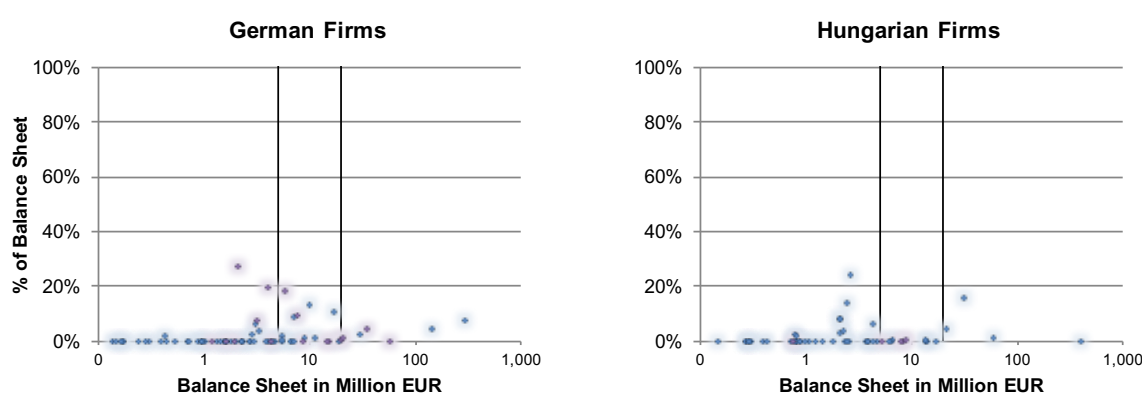 German Firms
% of Balance Sheet
100%
80%
60%
40%
20%
0%
0 1 10 100 1,000
Balance Sheet in Million EUR
Hungarian Firms
100%
80%
60%
40%
20%
0%
0 1 10 100 1,000
Balance Sheet in Million EUR